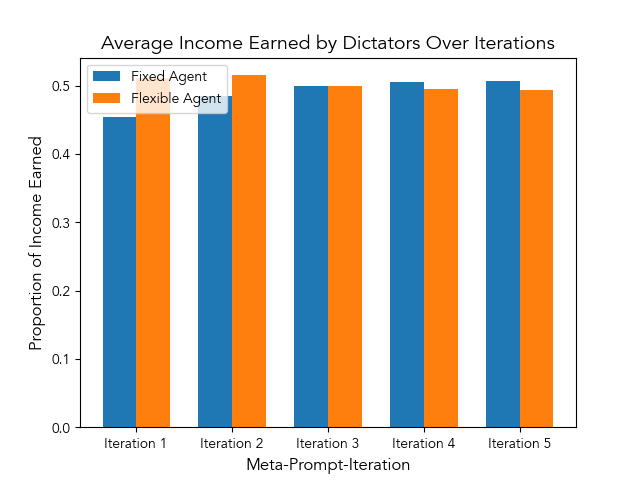 Average Income Earned by Dictators Over Iterations
Fixed Agent
Flexible Agent
Proportion of Income Earned
0.5
0.4
0.3
0.2
0.1
0.0
Iteration 1
Iteration 2
Iteration 3
Iteration 4
Iteration 5
Meta-Prompt-Iteration